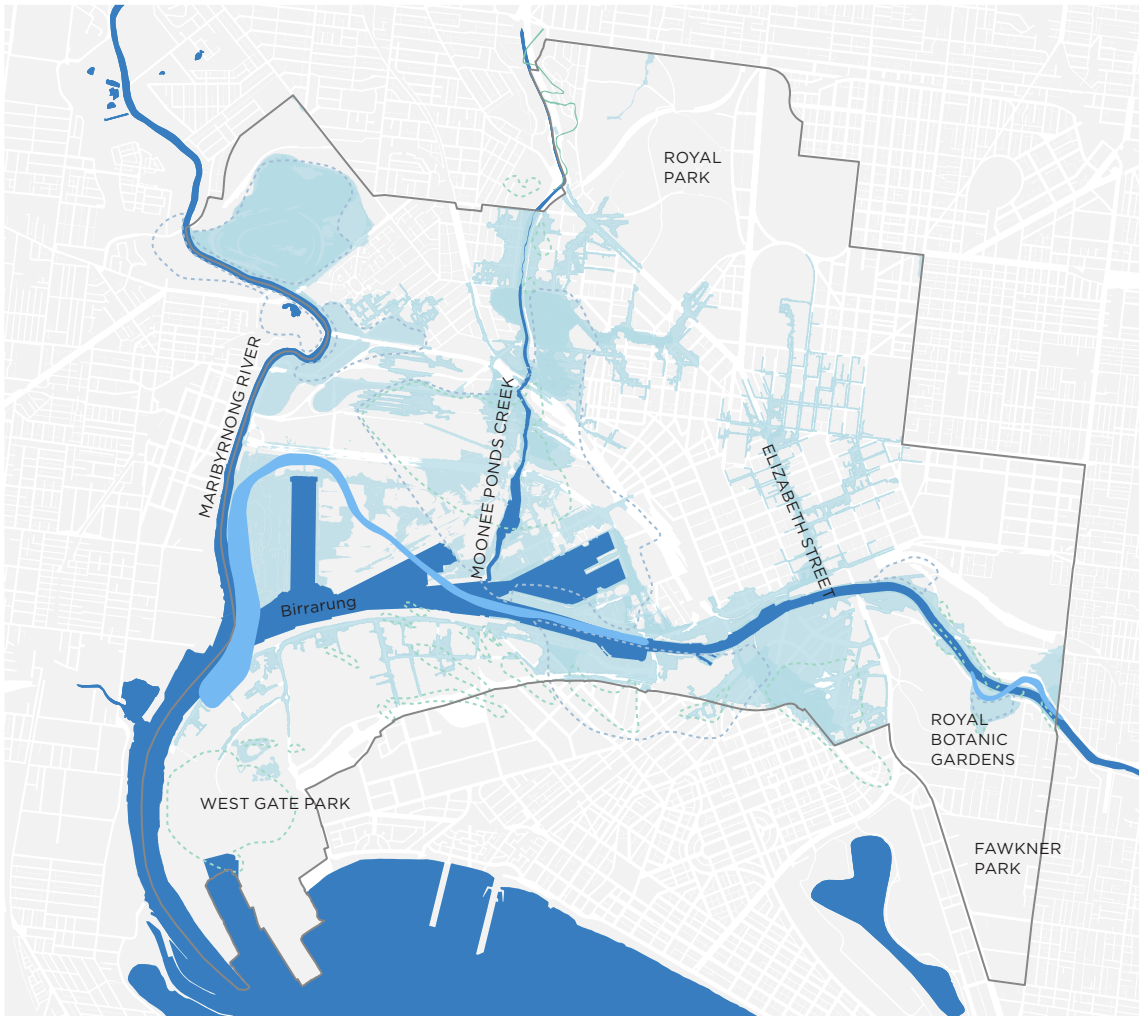 ROYAL
PARK
MARIBYRNONG RIVER
MOONEE PONDS CREEK
ELIZABETH STREET
Birrarung
ROYAL
BOTANIC
GARDENS
WEST GATE PARK
FAWKNER
PARK